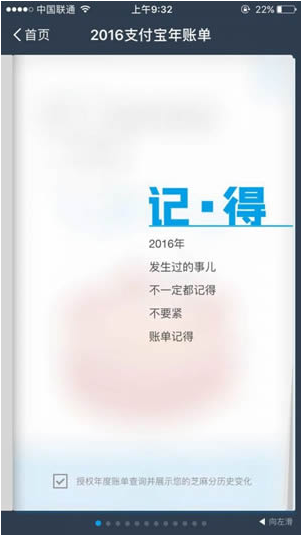 中国联通 上午9:32 22%
首页 2016支付宝年账单
记·得
2016年
发生过的事儿
不一定都记得
不要紧
账单记得
授权年度账单查询并展示您的芝麻分历史变化
向左滑